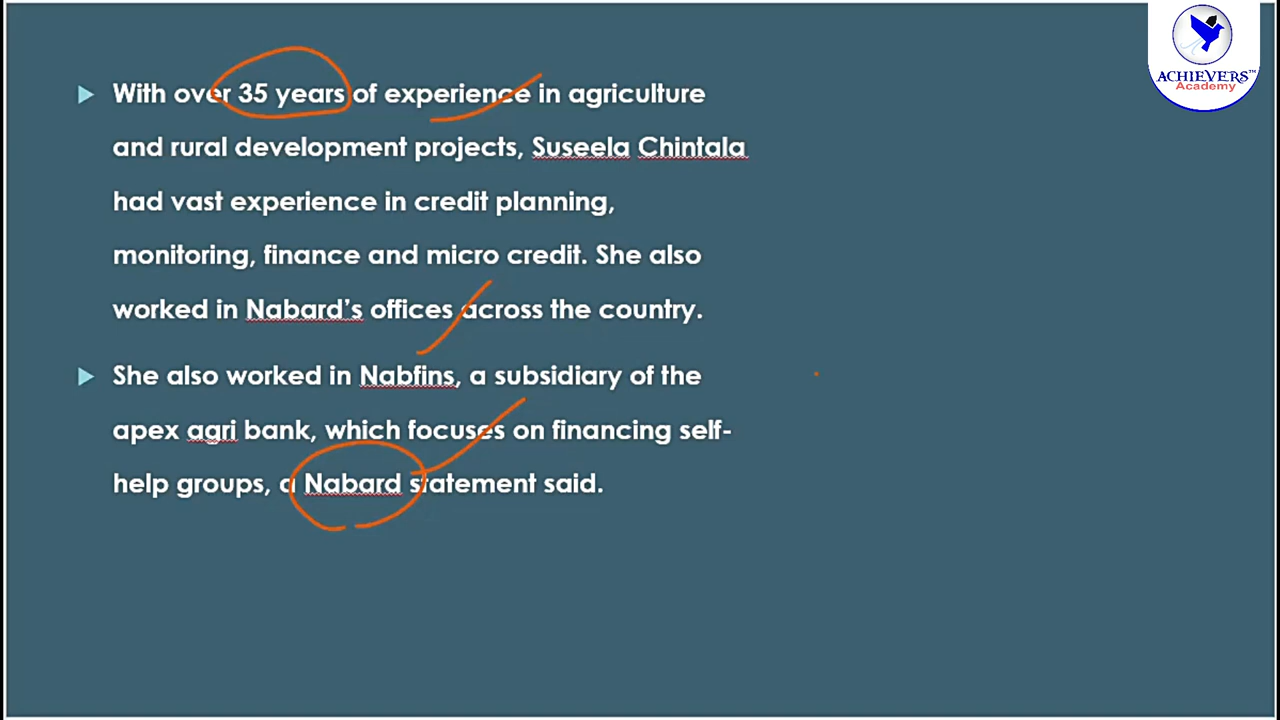 ACHIEVERS™
Academy
With over 35 years of experience in agriculture
and rural development projects, Suseela Chintala
had vast experience in credit planning,
monitoring, finance and micro credit. She also
worked in Nabard's offices across the country.
She also worked in Nabfins, a subsidiary of the
apex agri bank, which focuses on financing self-
help groups, a Nabard statement said.